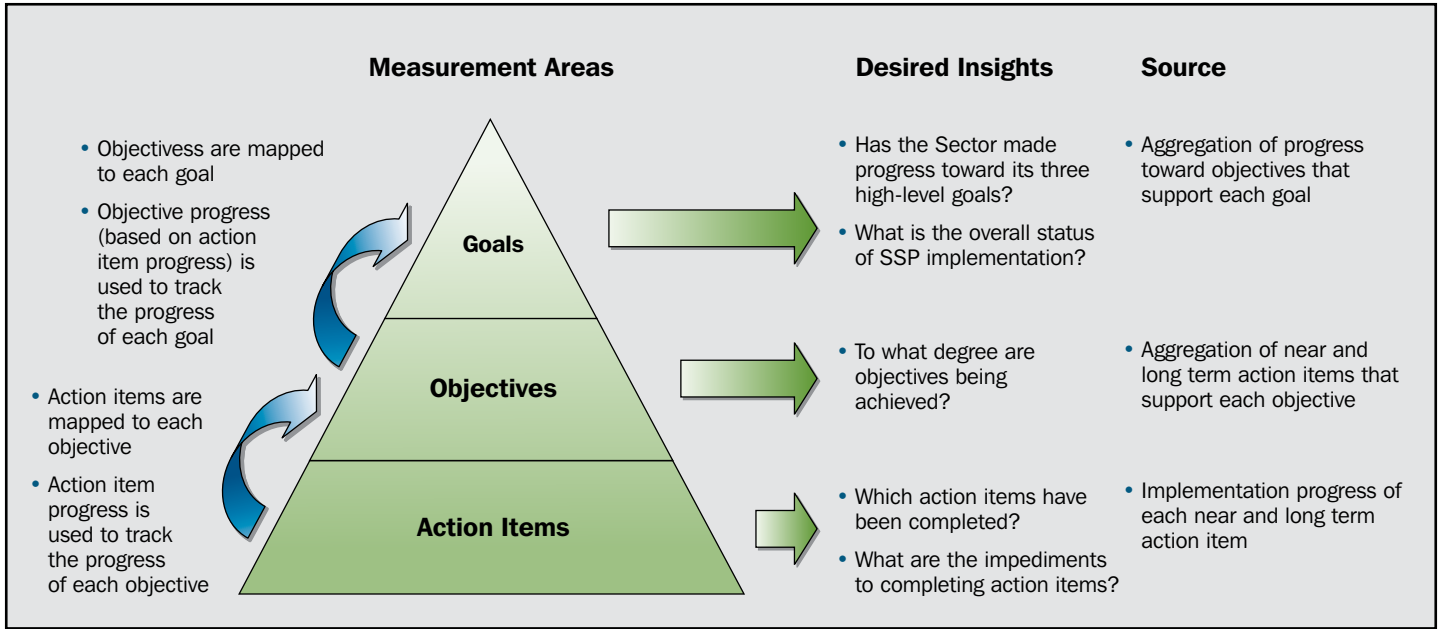 Measurement Areas
Desired Insights
Source
• Objectivess are mapped
to each goal
• Objective progress
(based on action
item progress) is
used to track
the progress
of each goal
• Action items are
mapped to each
objective
• Action item
progress is
used to track
the progress
of each objective
Goals
Objectives
Action Items
• Has the Sector made
progress toward its three
high-level goals?
• What is the overall status
of SSP implementation?
• Aggregation of progress
toward objectives that
support each goal
• To what degree are
objectives being
achieved?
• Aggregation of near and
long term action items that
support each objective
• Which action items have
been completed?
• What are the impediments
to completing action items?
• Implementation progress of
each near and long term
action item